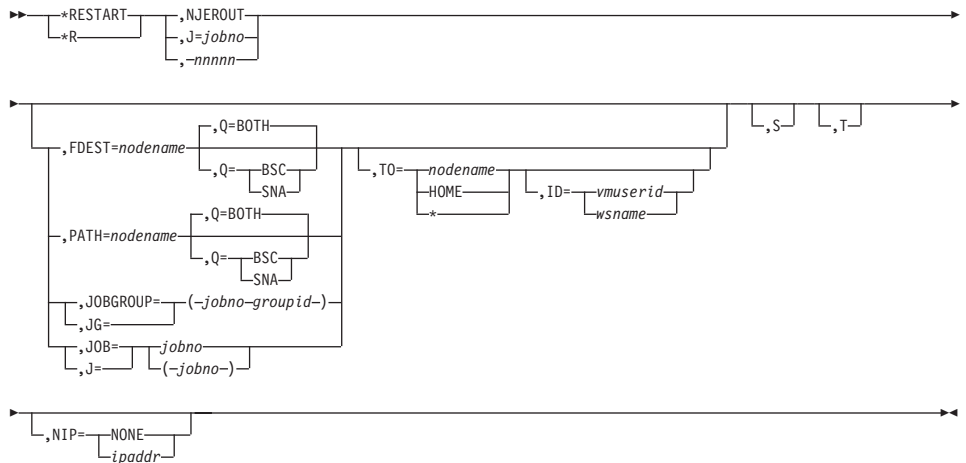 *RESTART ,NJEROUT
*R ,J=jobno
,-nnnnn
,Q=BOTH ,S ,T
,FDEST=nodename ,Q= BSC ,TO= nodename
SNA HOME ,ID= vmuserid
,Q=BOTH * wsname
,PATH=nodename ,Q= BSC
SNA
,JOBGROUP= (-jobno-groupid-)
,JG=
,JOB= jobno
,J= (-jobno-)
,NIP= NONE
ipaddr